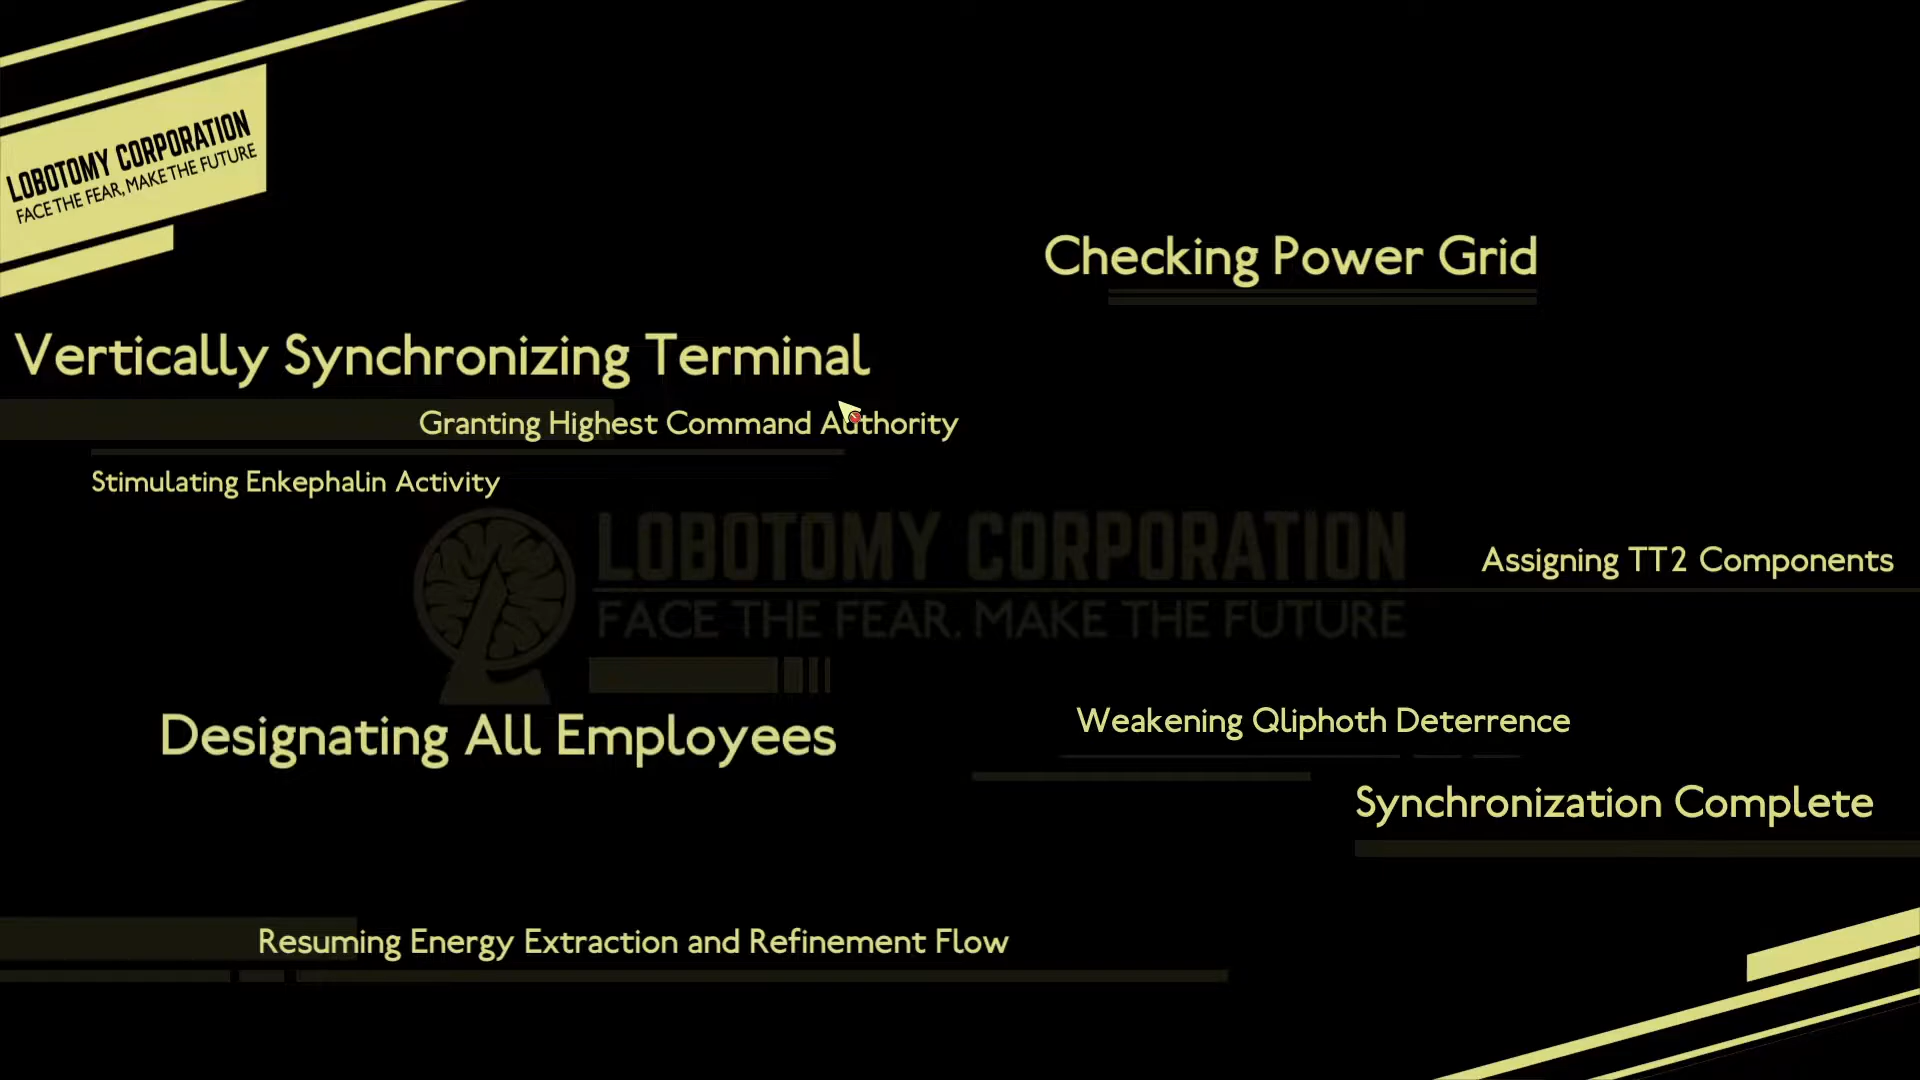 LOBOTOMY CORPORATION
FACE THE FEAR, MAKE THE FUTURE
Checking Power Grid
Vertically Synchronizing Terminal
Granting Highest Command Authority
Stimulating Enkephalin Activity
LOBOTOMY CORPORATION
FACE THE FEAR. MAKE THE FUTURE
Assigning TT2 Components
Designating All Employees
Weakening Qliphoth Deterrence
Synchronization Complete
Resuming Energy Extraction and Refinement Flow